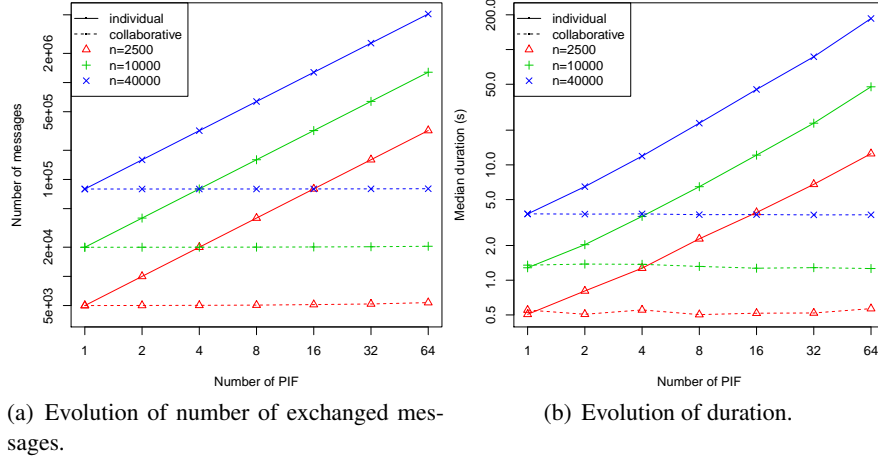 individual
collaborative
n=2500
n=10000
n=40000
Number of messages
5e+03
2e+04
1e+05
5e+05
2e+06
1
2
4
8
16
32
64
Number of PIF
(a) Evolution of number of exchanged mes-
sages.
individual
collaborative
n=2500
n=10000
n=40000
Median duration (s)
0.5
1.0
2.0
5.0
10.0
50.0
200.0
1
2
4
8
16
32
64
Number of PIF
(b) Evolution of duration.